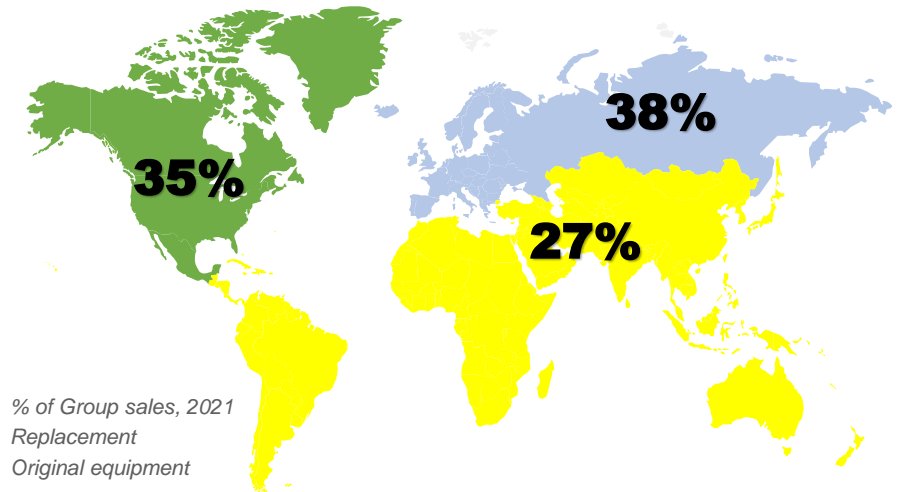 38%
35%
27%
% of Group sales, 2021
Replacement
Original equipment